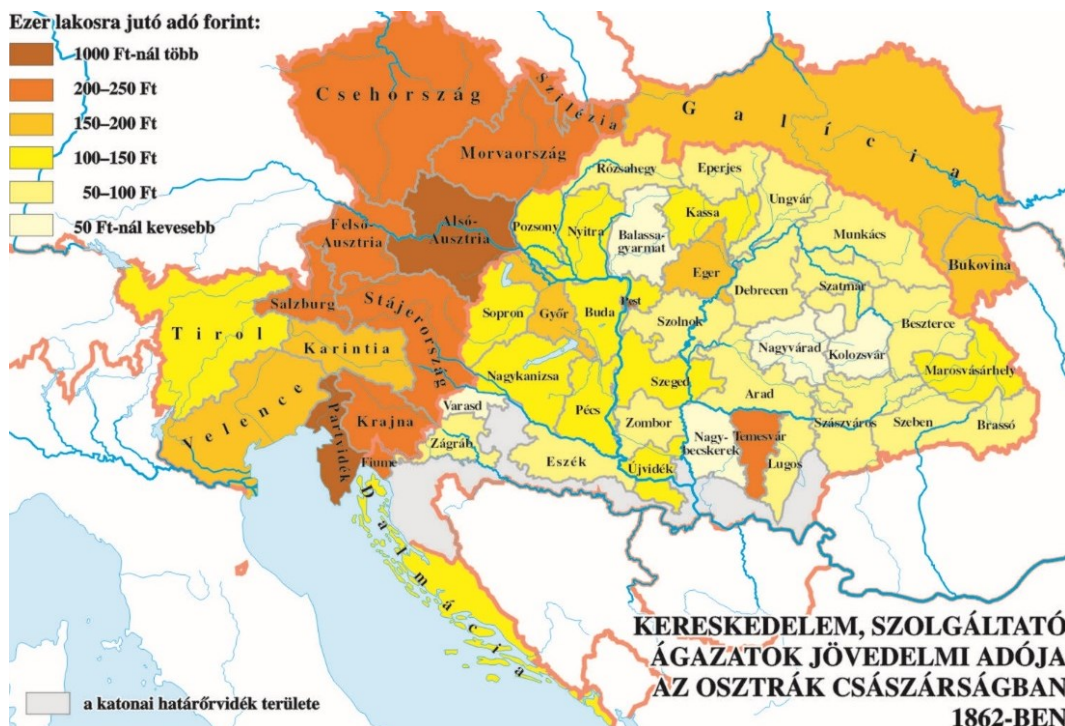 Ezer lakosra jutó adó forint:
1000 Ft-nál több
200–250 Ft
150–200 Ft
100–150 Ft
50–100 Ft
50 Ft-nál kevesebb
Csehország
Szilézia
Galícia
Morvaország
Rózsahegy
Eperjes
Ungvár
Felső-
Ausztria
Alsó-
Ausztria
Pozsony
Nyitra
Balassa-
gyarmat
Kassa
Munkács
Bukovina
Eger
Salzburg
Stájerország
Sopron
Győr
Buda
Pest
Debrecen
Szatmár
Tirol
Karintia
Szolnok
Beszterce
Nagyvárad
Kolozsvár
Nagykanizsa
Szeged
Marosvásárhely
Velence
Partvidék
Krajna
Varasd
Pécs
Arad
Zombor
Szászváros
Szeben
Brassó
Zágráb
Nagy-
becskerek
Temesvár
Fiume
Eszék
Újvidék
Lugos
Dalmácia
KERESKEDELEM, SZOLGÁLTATÓ
ÁGAZATOK JÖVEDELMI ADÓJA
AZ OSZTRÁK CSÁSZÁRSÁGBAN
1862-BEN
a katonai határőrvidék területe